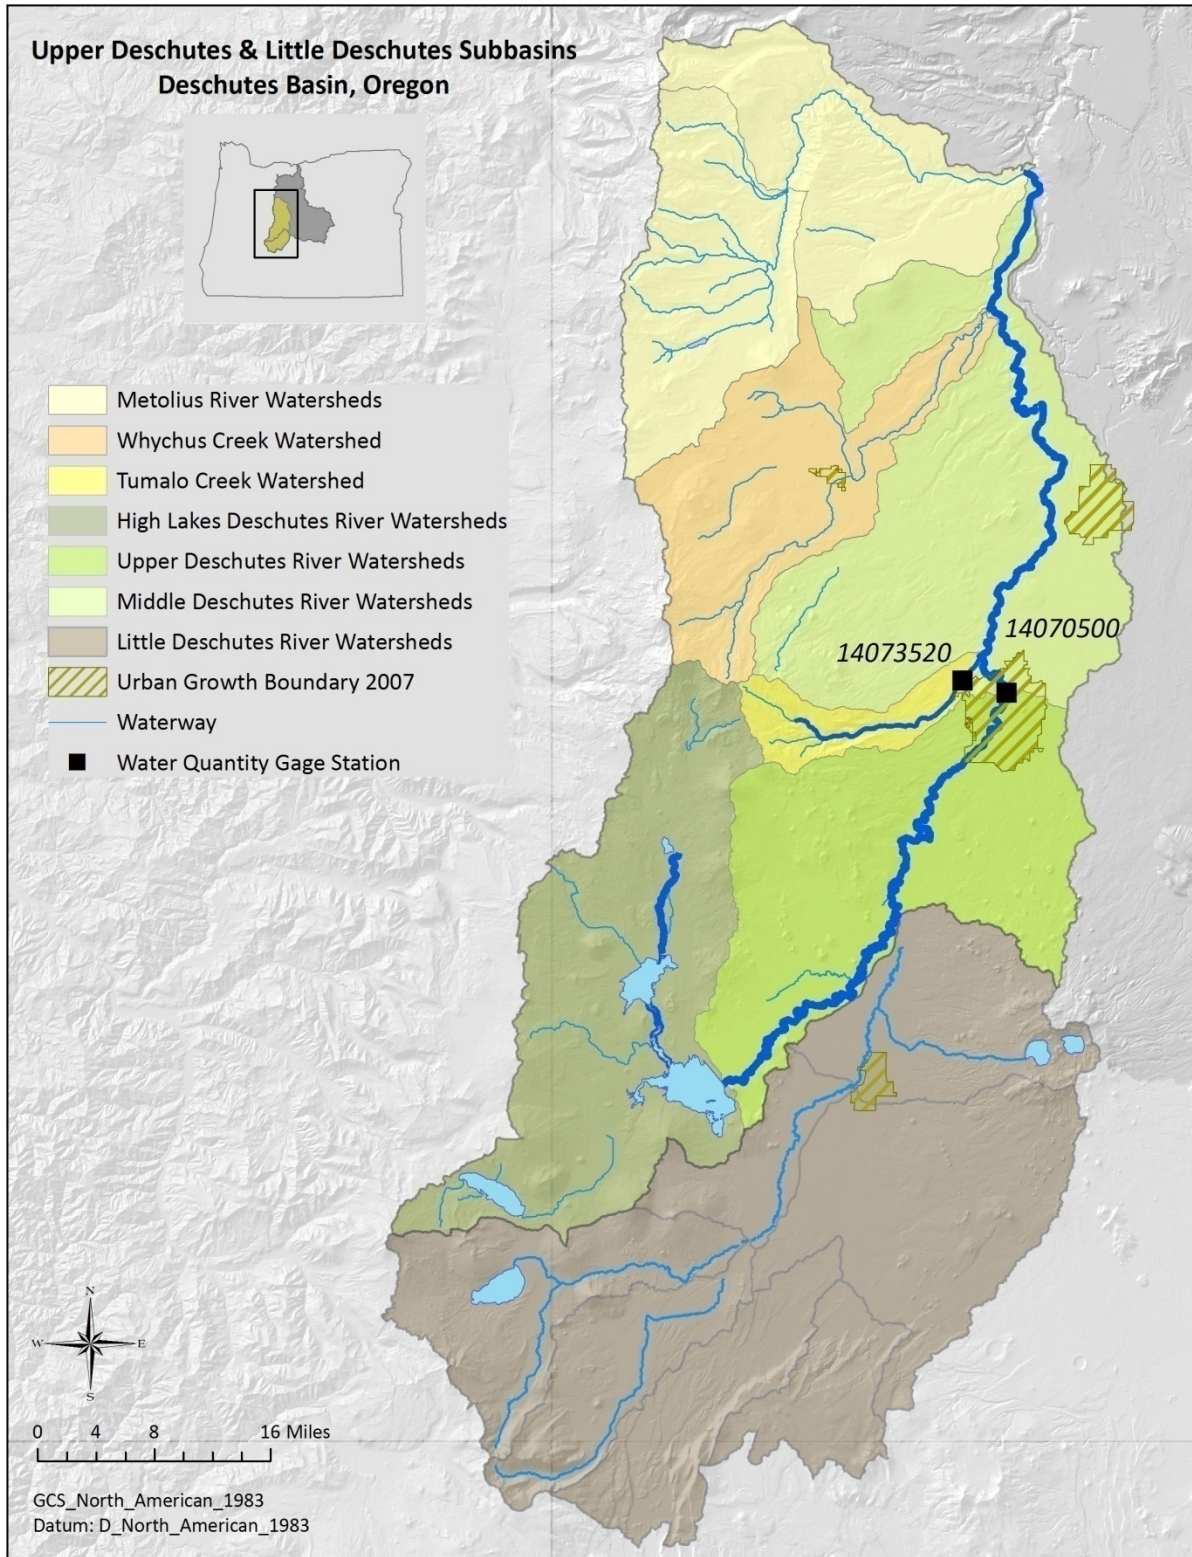 Upper Deschutes & Little Deschutes Subbasins
Deschutes Basin, Oregon
Metolius River Watersheds
Whychus Creek Watershed
Tumalo Creek Watershed
High Lakes Deschutes River Watersheds
Upper Deschutes River Watersheds
Middle Deschutes River Watersheds
Little Deschutes River Watersheds
Urban Growth Boundary 2007
Waterway
Water Quantity Gage Station
14070500
14073520
N
W E
S
0 4 8 16 Miles
GCS_North_American_1983
Datum: D_North_American_1983